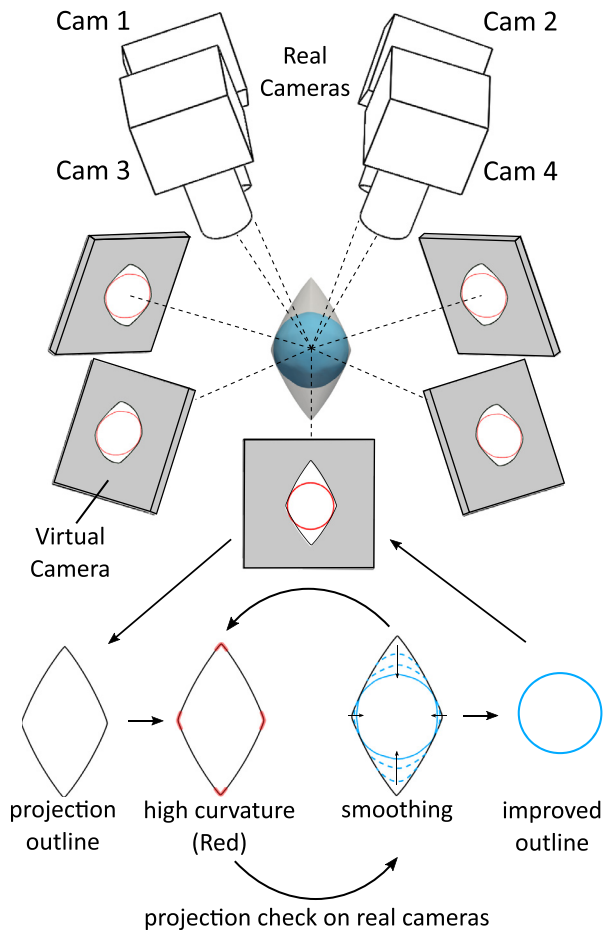 Cam 1
Cam 2
Real
Cameras
Cam 3
Cam 4
Virtual
Camera
projection
outline
high curvature
(Red)
smoothing
improved
outline
projection check on real cameras